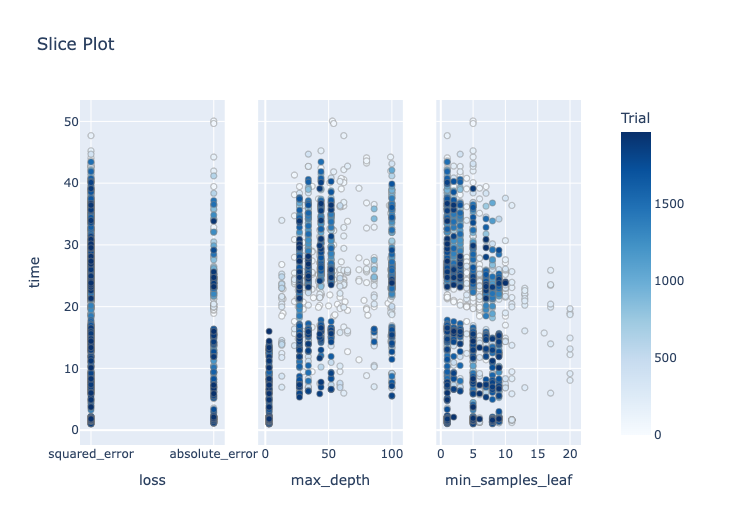 Slice Plot
Trial
50
40
30
20
10
0
time
squared_error
absolute_error
loss
0
50
100
max_depth
0
5
10
15
20
min_samples_leaf
1500
1000
500
0